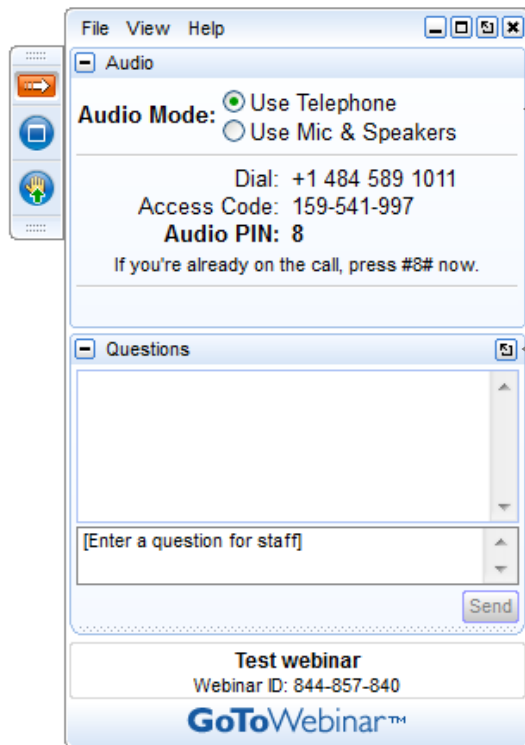 File View Help
Audio
Audio Mode: Use Telephone
Use Mic & Speakers
Dial: +1 484 589 1011
Access Code: 159-541-997
Audio PIN: 8
If you're already on the call, press #8# now.
Questions
[Enter a question for staff]
Send
Test webinar
Webinar ID: 844-857-840
GoToWebinar™